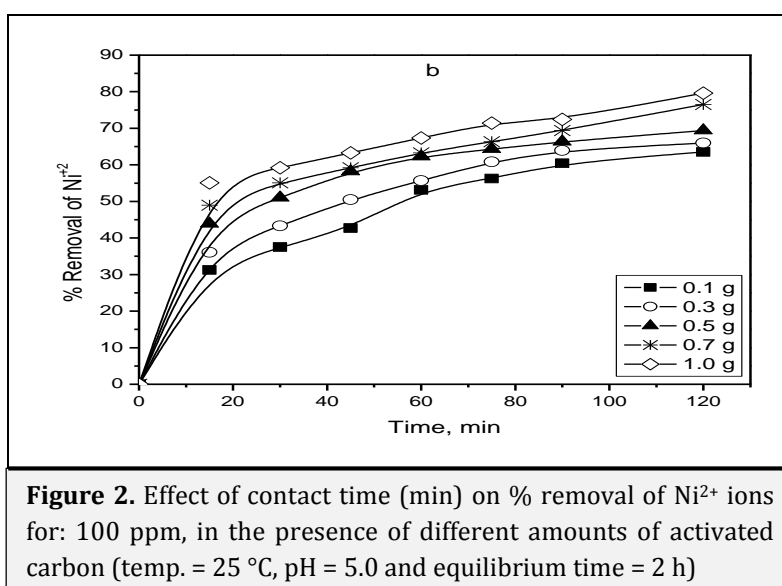 b
90
80
70
60
50
40
30
20
10
0
% Removal of Ni⁺²
0 20 40 60 80 100 120
Time, min
0.1 g
0.3 g
0.5 g
0.7 g
1.0 g
Figure 2. Effect of contact time (min) on % removal of Ni²⁺ ions
for: 100 ppm, in the presence of different amounts of activated
carbon (temp. = 25 °C, pH = 5.0 and equilibrium time = 2 h)